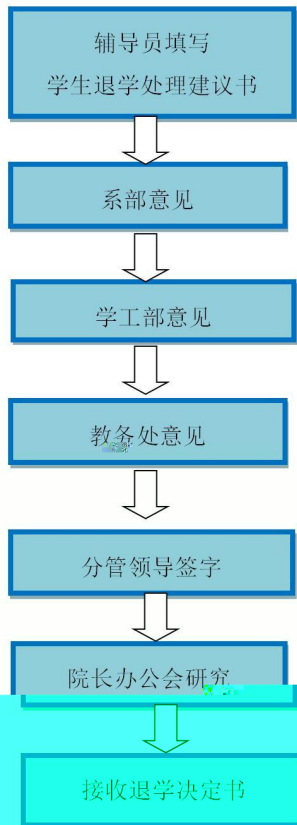 辅导员填写
学生退学处理建议书
系部意见
学工部意见
教务处意见
分管领导签字
院长办公会研究
接收退学决定书